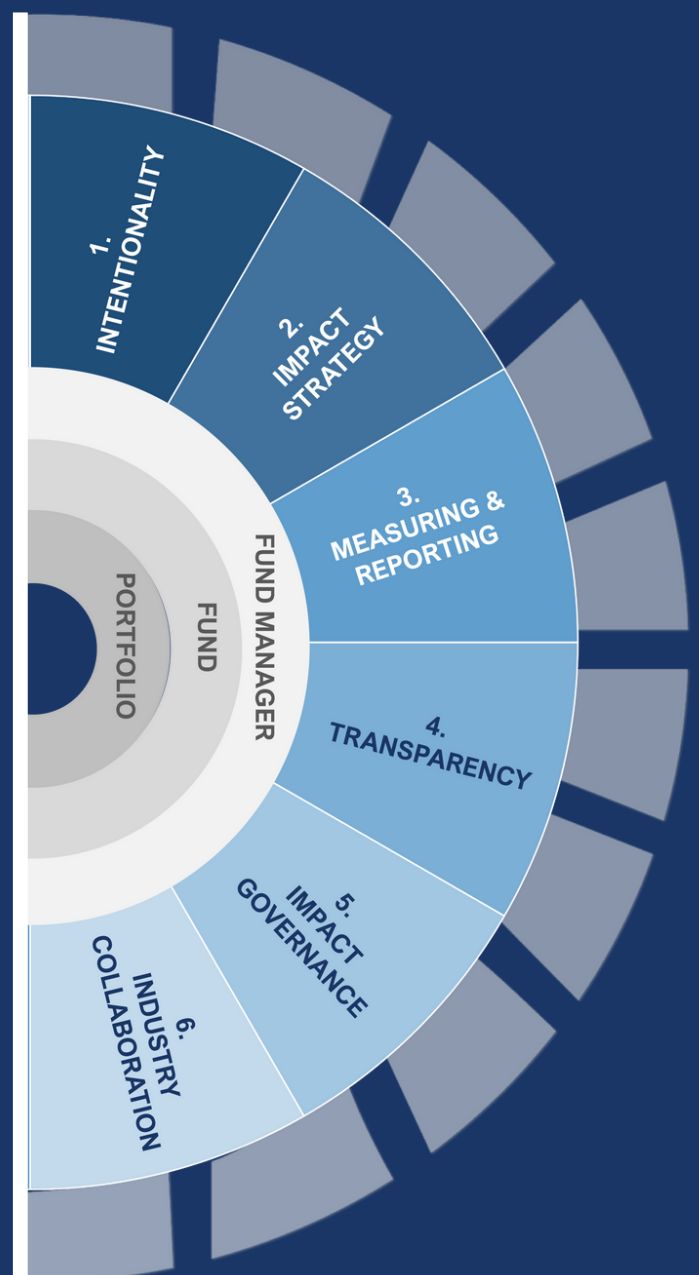 1.
INTENTIONALITY
2.
IMPACT
STRATEGY
3.
MEASURING &
REPORTING
4.
TRANSPARENCY
5.
IMPACT
GOVERNANCE
6.
INDUSTRY
COLLABORATION
FUND MANAGER
FUND
PORTFOLIO